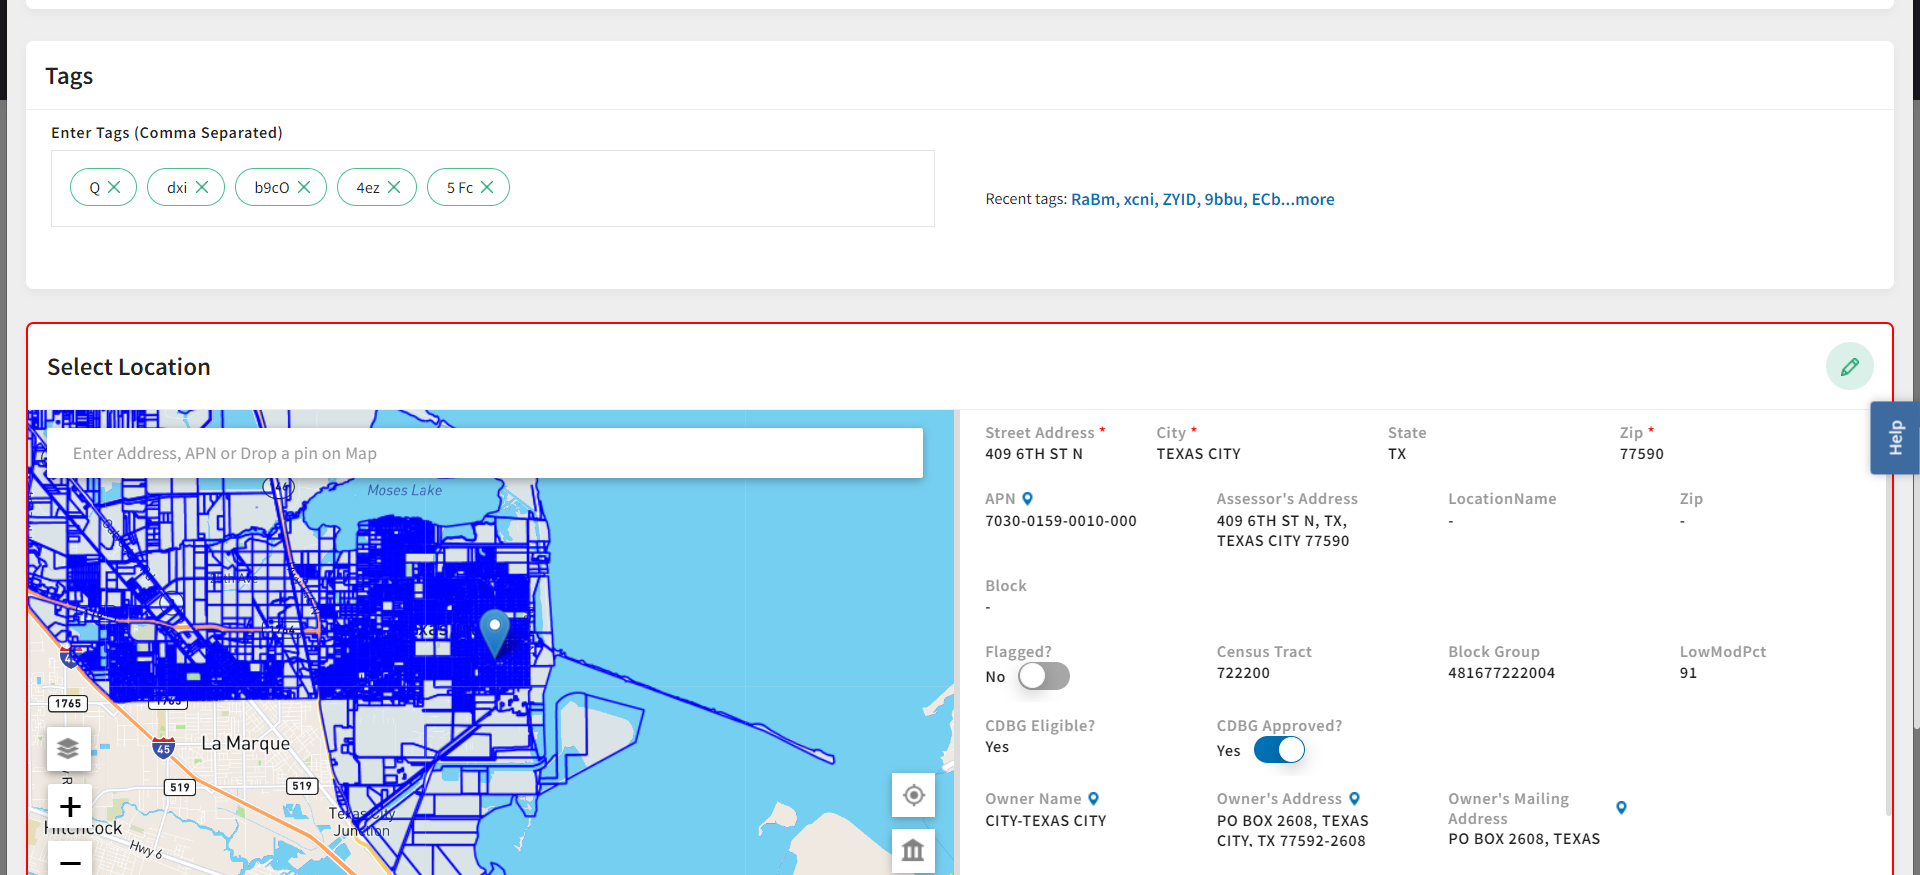 Tags
Enter Tags (Comma Separated)
Q
dxi
b9cO
4ez
5 Fc
Recent tags: RaBm, xcni, ZYID, 9bbu, ECb...more
Select Location
Help
Enter Address, APN or Drop a pin on Map
Moses Lake
1765
La Marque
45
519
519
Texas City
Junction
Hitchcock
Hwy 6
Street Address *
409 6TH ST N
City *
TEXAS CITY
State
TX
Zip *
77590
APN
7030-0159-0010-000
Assessor's Address
409 6TH ST N, TX,
TEXAS CITY 77590
LocationName
-
Zip
-
Block
-
Flagged?
No
Census Tract
722200
Block Group
481677222004
LowModPct
91
CDBG Eligible?
Yes
CDBG Approved?
Yes
Owner Name
CITY-TEXAS CITY
Owner's Address
PO BOX 2608, TEXAS
CITY, TX 77592-2608
Owner's Mailing
Address
PO BOX 2608, TEXAS